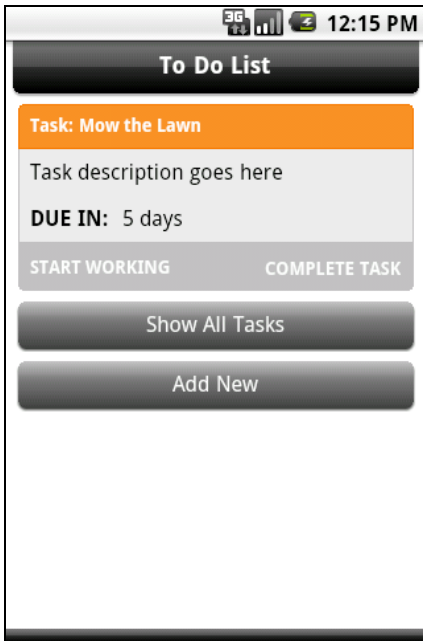 3G 12:15 PM
To Do List
Task: Mow the Lawn
Task description goes here
DUE IN: 5 days
START WORKING COMPLETE TASK
Show All Tasks
Add New